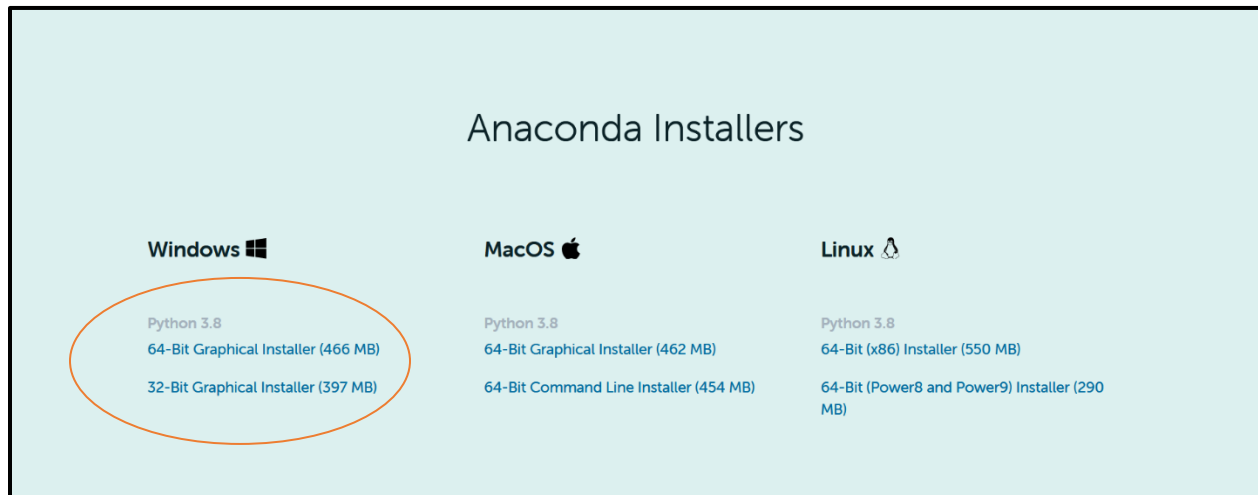 Anaconda Installers
Windows
Python 3.8
64-Bit Graphical Installer (466 MB)
32-Bit Graphical Installer (397 MB)
MacOS
Python 3.8
64-Bit Graphical Installer (462 MB)
64-Bit Command Line Installer (454 MB)
Linux
Python 3.8
64-Bit (x86) Installer (550 MB)
64-Bit (Power8 and Power9) Installer (290
MB)